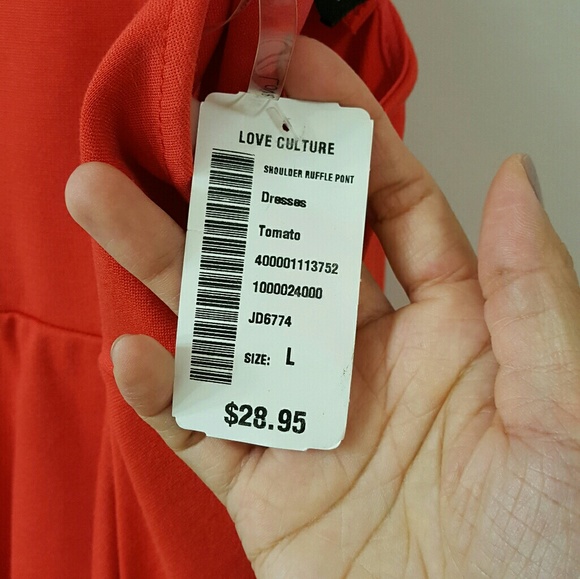 LOVE CULTURE
SHOULDER RUFFLE PONT
Dresses
Tomato
400001113752
1000024000
JD6774
SIZE: L
$28.95